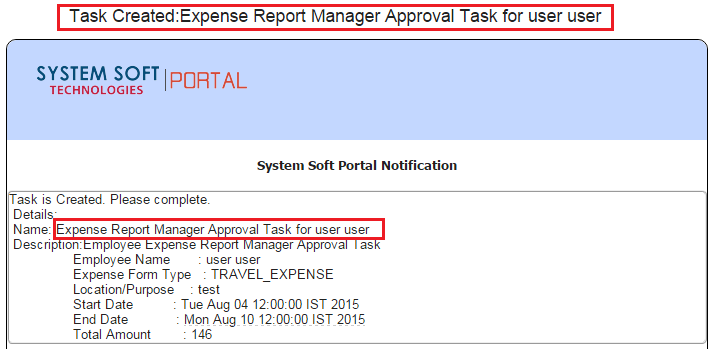 Task Created:Expense Report Manager Approval Task for user user
SYSTEM SOFT
TECHNOLOGIES
PORTAL
System Soft Portal Notification
Task is Created. Please complete.
Details:
Name: Expense Report Manager Approval Task for user user
Description:Employee Expense Report Manager Approval Task
Employee Name : user user
Expense Form Type : TRAVEL_EXPENSE
Location/Purpose : test
Start Date : Tue Aug 04 12:00:00 IST 2015
End Date : Mon Aug 10 12:00:00 IST 2015
Total Amount : 146